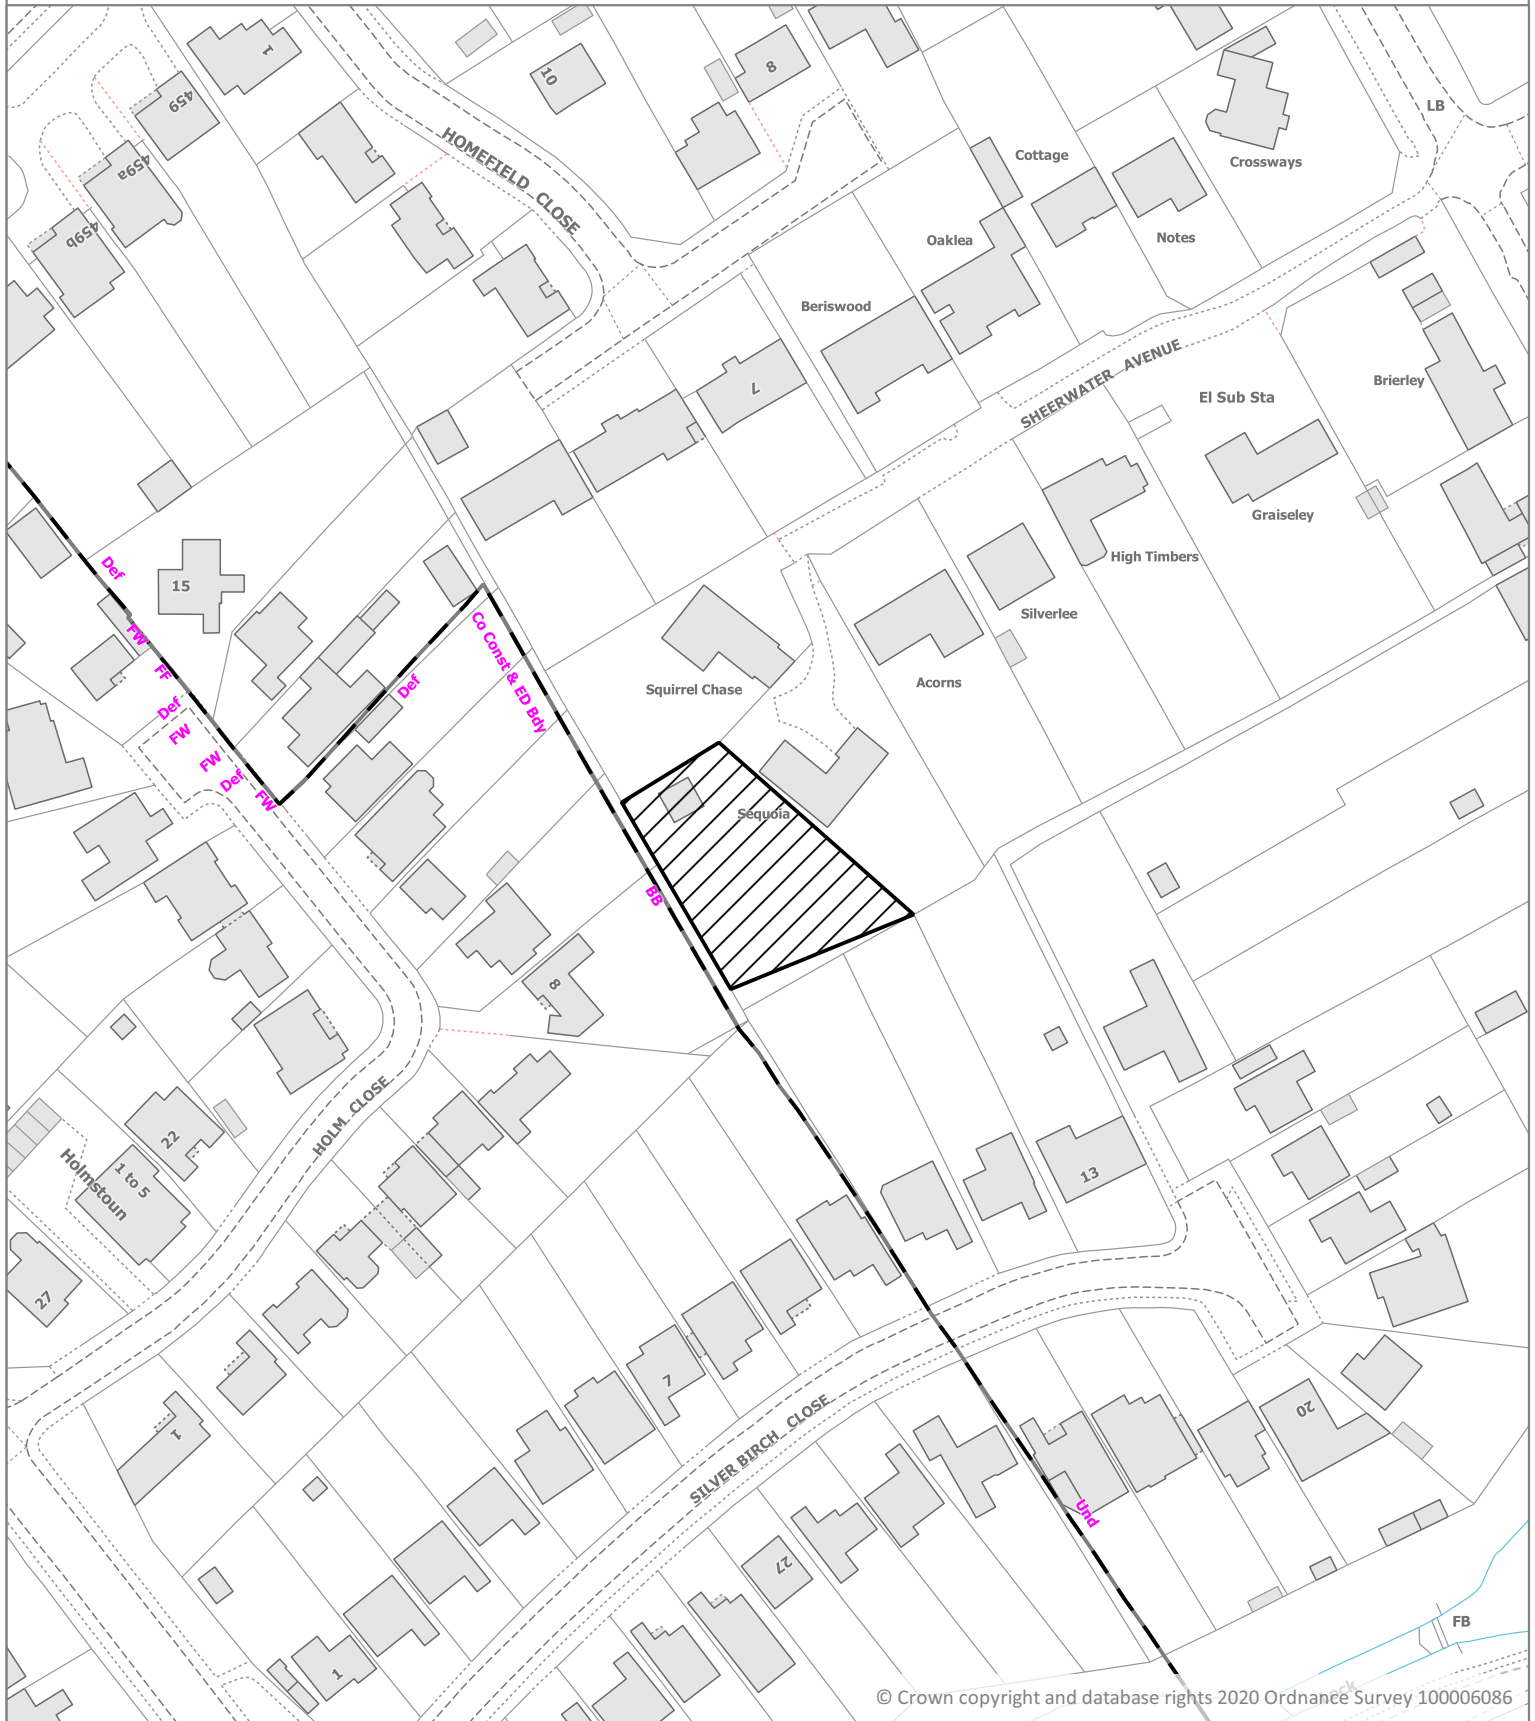 1
459
459a
459b
10
8
HOMEFIELD CLOSE
LB
Cottage
Crossways
Oaklea
Notes
Beriswood
SHEERWATER AVENUE
7
Brierley
El Sub Sta
Graiseley
High Timbers
Silverlee
Def
15
FW
FF
Def
FW
FW
Def
FW
Def
Co Const & ED Bdy
Squirrel Chase
Acorns
Sequoia
BB
8
HOLM CLOSE
22
1 to 5
Holmstoun
27
13
1
7
SILVER BIRCH CLOSE
20
Und
27
1
FB
© Crown copyright and database rights 2020 Ordnance Survey 100006086